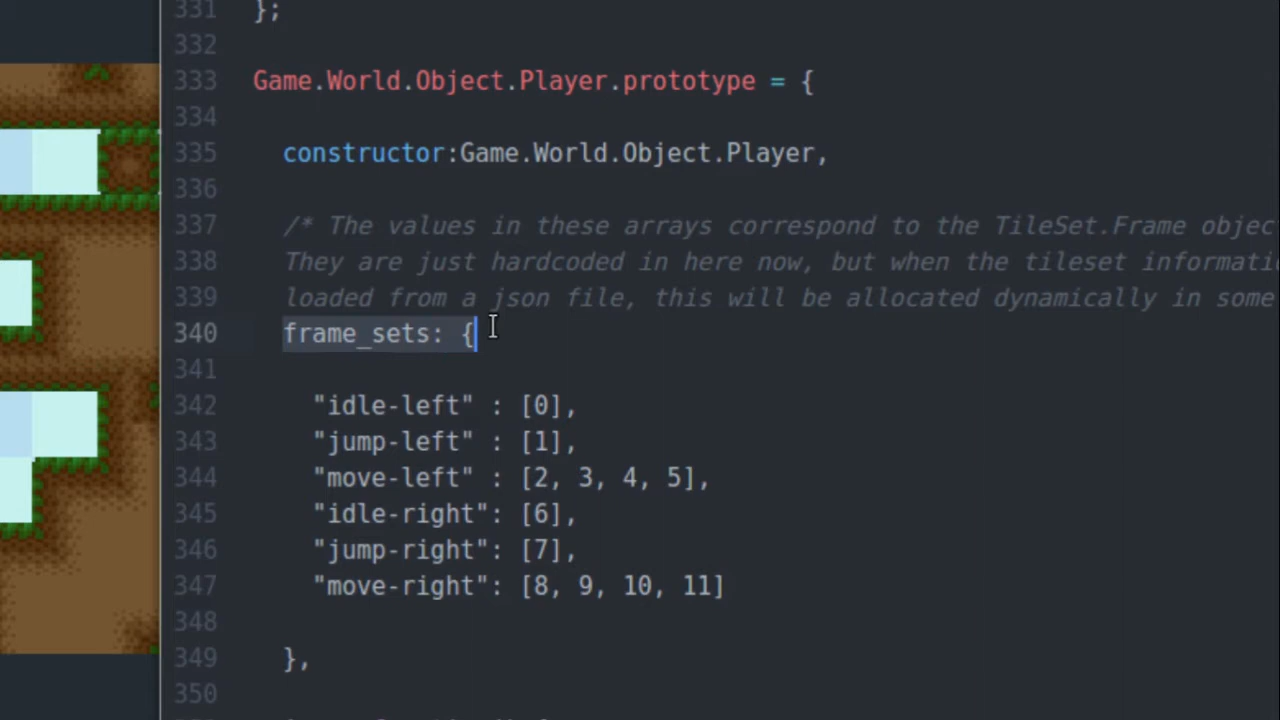 331 };
332
333 Game.World.Object.Player.prototype = {
334
335 constructor:Game.World.Object.Player,
336
337 /* The values in these arrays correspond to the TileSet.Frame objec
338 They are just hardcoded in here now, but when the tileset informati
339 loaded from a json file, this will be allocated dynamically in some
340 frame_sets: {
341
342 "idle-left" : [0],
343 "jump-left" : [1],
344 "move-left" : [2, 3, 4, 5],
345 "idle-right": [6],
346 "jump-right": [7],
347 "move-right": [8, 9, 10, 11]
348
349 },
350